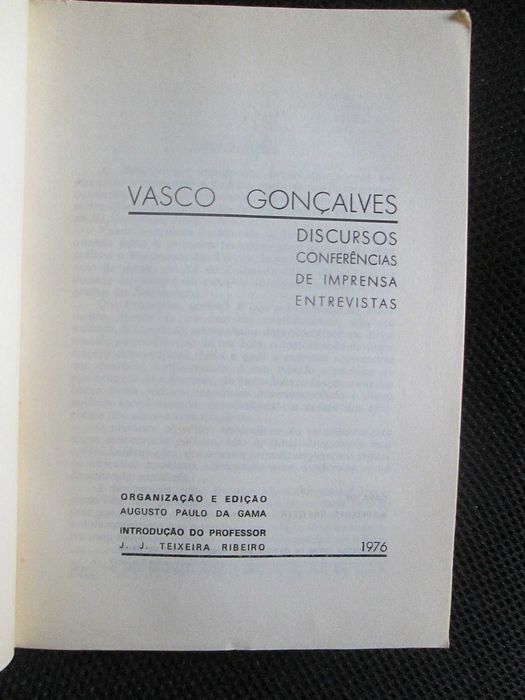 VASCO GONÇALVES
DISCURSOS
CONFERÊNCIAS
DE IMPRENSA
ENTREVISTAS
ORGANIZAÇÃO E EDIÇÃO
AUGUSTO PAULO DA GAMA
INTRODUÇÃO DO PROFESSOR
J. J. TEIXEIRA RIBEIRO
1976